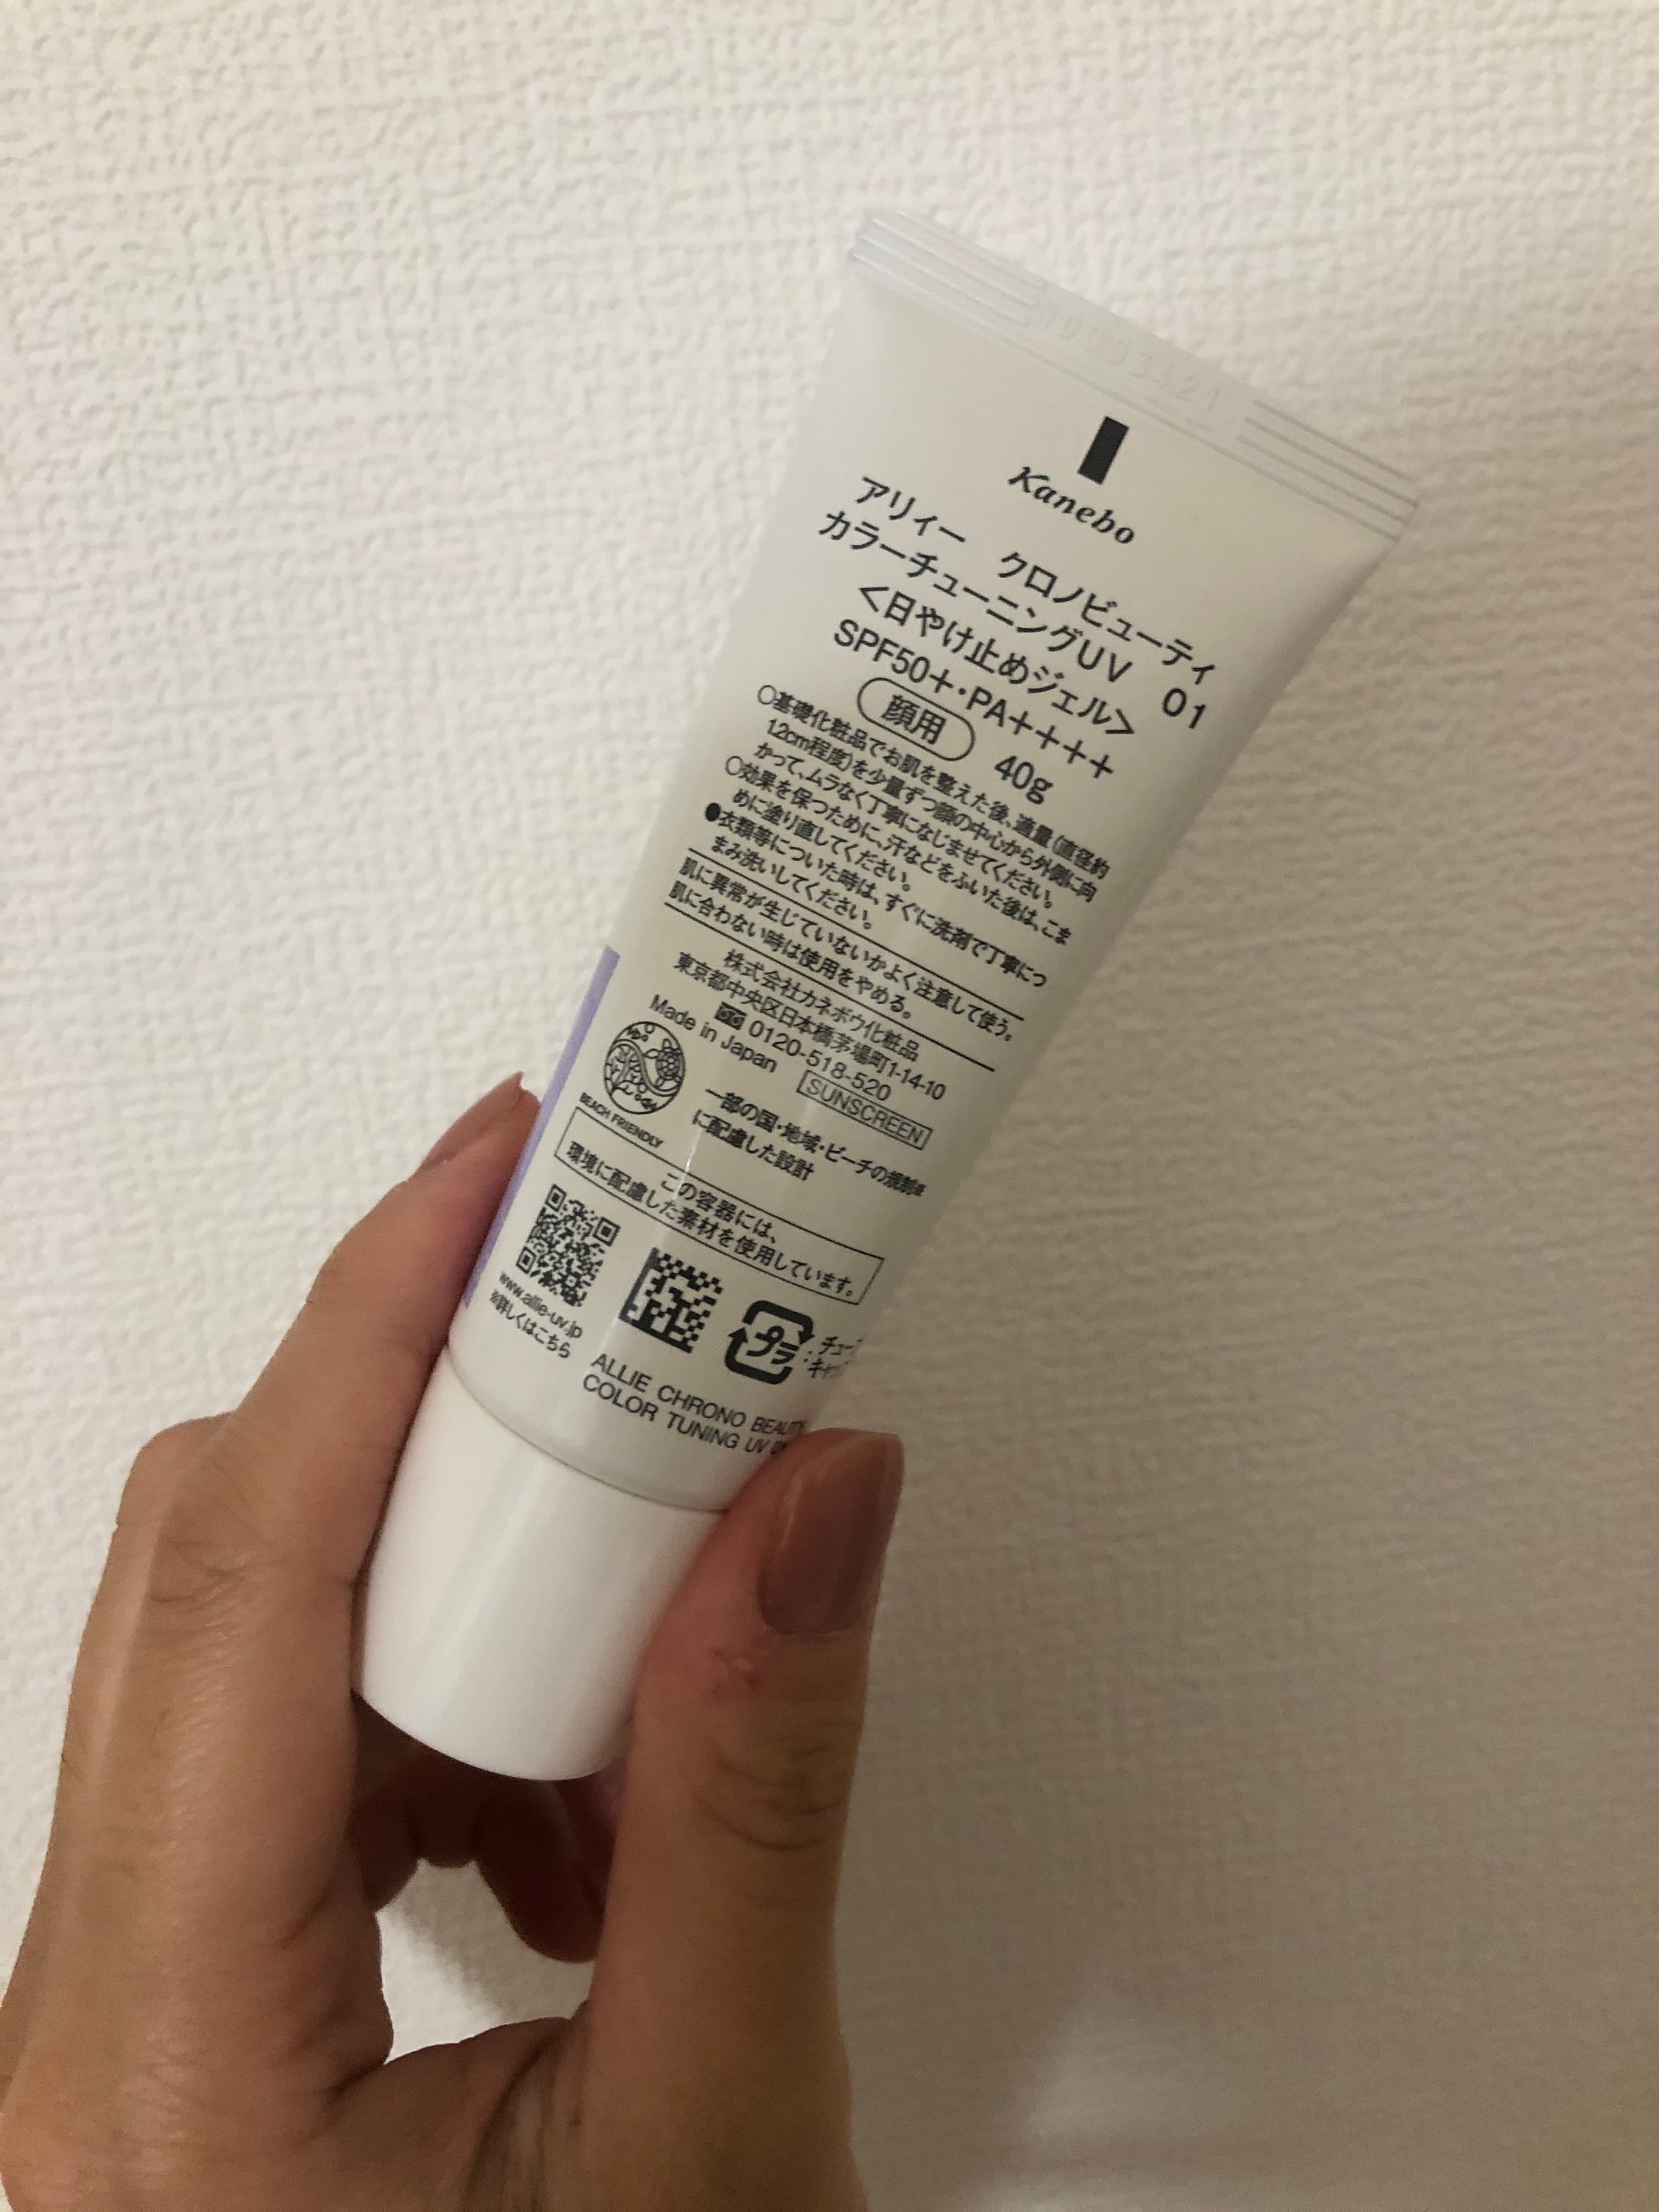 Kanebo
アリィー　クロノビューティ
カラーチューニングUV　01
＜日やけ止めジェル＞
SPF50+・PA++++
顔用　40g
○基礎化粧品でお肌を整えた後、適量(直径約
1.2cm程度)を少量ずつ顔の中心から外側に向
かって、ムラなく丁寧になじませてください。
○効果を保つために、汗などをふいた後は、こま
めに塗り直してください。
●衣類等についた時は、すぐに洗剤で丁寧につ
まみ洗いしてください。
肌に異常が生じていないかよく注意して使う。
肌に合わない時は使用をやめる。
株式会社カネボウ化粧品
東京都中央区日本橋茅場町1-14-10
0120-518-520
Made in Japan　SUNSCREEN
BEACH FRIENDLY
一部の国・地域・ビーチの規制※
に配慮した設計
この容器には、
環境に配慮した素材を使用しています。
www.allie-uv.jp
※詳しくはこちら
プラ
ALLIE CHRONO BEAUTY
COLOR TUNING UV